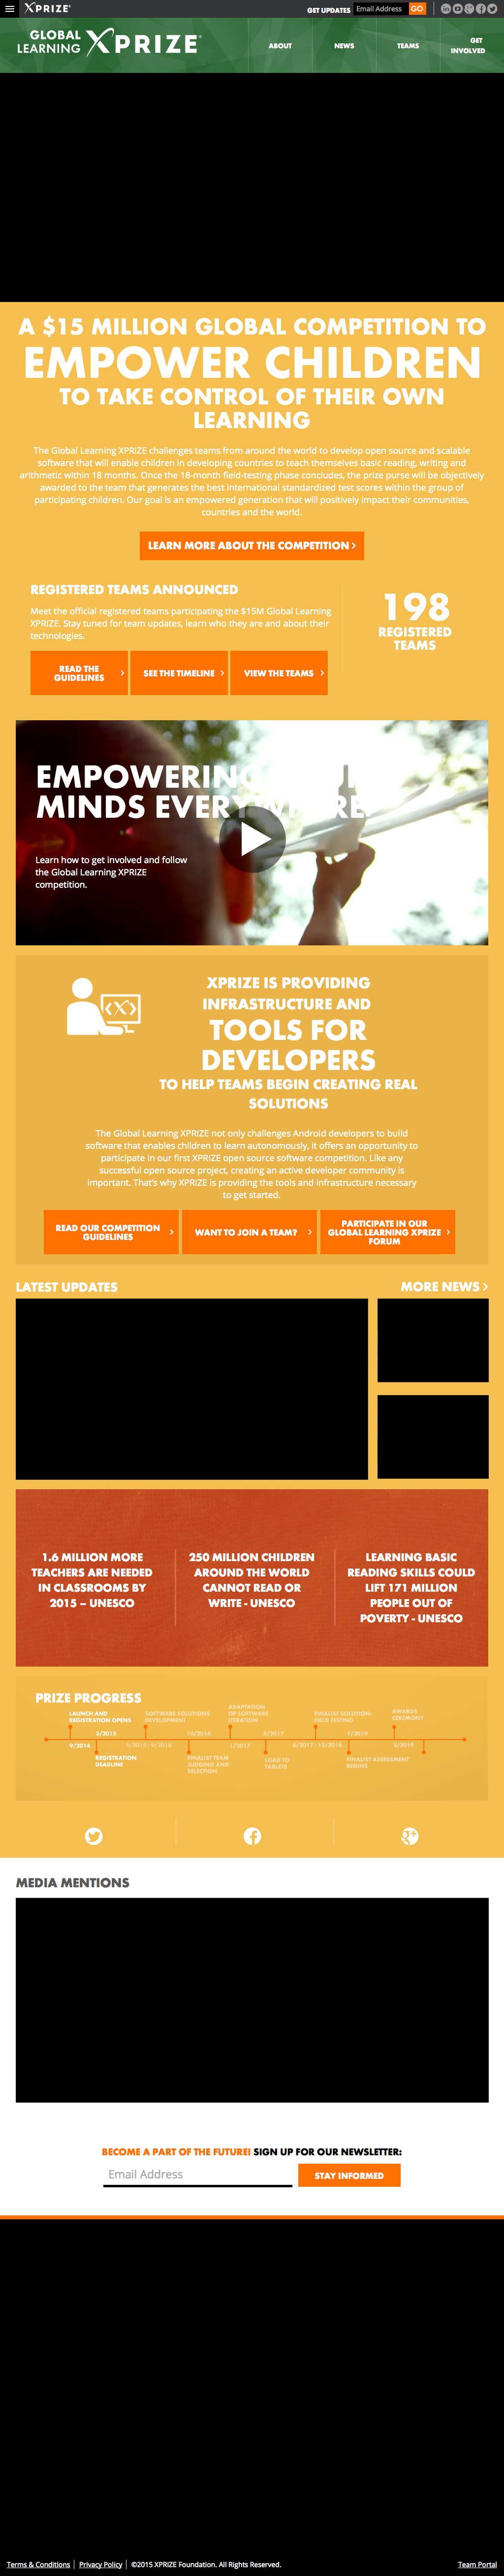 XPRIZE
GET UPDATES
Email Address
GO
GLOBAL
LEARNING
XPRIZE
ABOUT
NEWS
TEAMS
GET
INVOLVED
A $15 MILLION GLOBAL COMPETITION TO
EMPOWER CHILDREN
TO TAKE CONTROL OF THEIR OWN
LEARNING
The Global Learning XPRIZE challenges teams from around the world to develop open source and scalable
software that will enable children in developing countries to teach themselves basic reading, writing and
arithmetic within 18 months. Once the 18-month field-testing phase concludes, the prize purse will be objectively
awarded to the team that generates the best international standardized test scores within the group of
participating children. Our goal is an empowered generation that will positively impact their communities,
countries and the world.
LEARN MORE ABOUT THE COMPETITION
REGISTERED TEAMS ANNOUNCED
Meet the official registered teams participating the $15M Global Learning
XPRIZE. Stay tuned for team updates, learn who they are and about their
technologies.
READ THE
GUIDELINES
SEE THE TIMELINE
VIEW THE TEAMS
198
REGISTERED
TEAMS
EMPOWERING
MINDS EVERYWHERE
Learn how to get involved and follow
the Global Learning XPRIZE
competition.
XPRIZE IS PROVIDING
INFRASTRUCTURE AND
TOOLS FOR
DEVELOPERS
TO HELP TEAMS BEGIN CREATING REAL
SOLUTIONS
The Global Learning XPRIZE not only challenges Android developers to build
software that enables children to learn autonomously, it offers an opportunity to
participate in our first XPRIZE open source software competition. Like any
successful open source project, creating an active developer community is
important. That's why XPRIZE is providing the tools and infrastructure necessary
to get started.
READ OUR COMPETITION
GUIDELINES
WANT TO JOIN A TEAM?
PARTICIPATE IN OUR
GLOBAL LEARNING XPRIZE
FORUM
LATEST UPDATES
MORE NEWS
1.6 MILLION MORE
TEACHERS ARE NEEDED
IN CLASSROOMS BY
2015 – UNESCO
250 MILLION CHILDREN
AROUND THE WORLD
CANNOT READ OR
WRITE - UNESCO
LEARNING BASIC
READING SKILLS COULD
LIFT 171 MILLION
PEOPLE OUT OF
POVERTY - UNESCO
PRIZE PROGRESS
LAUNCH AND
REGISTRATION OPENS
9/2014
3/2015
REGISTRATION
DEADLINE
SOFTWARE SOLUTIONS
DEVELOPMENT
10/2016
FINALIST TEAM
JUDGING AND
SELECTION
ADAPTATION
OF SOFTWARE
ITERATION
1/2017
LOAD TO
TABLETS
FINALIST SOLUTION:
FIELD TESTING
6/2017 - 12/2018
1/2019
FINALIST ASSESSMENT
BEGINS
AWARDS
CEREMONY
MEDIA MENTIONS
BECOME A PART OF THE FUTURE! SIGN UP FOR OUR NEWSLETTER:
Email Address
STAY INFORMED
Terms & Conditions
Privacy Policy
©2015 XPRIZE Foundation. All Rights Reserved.
Team Portal